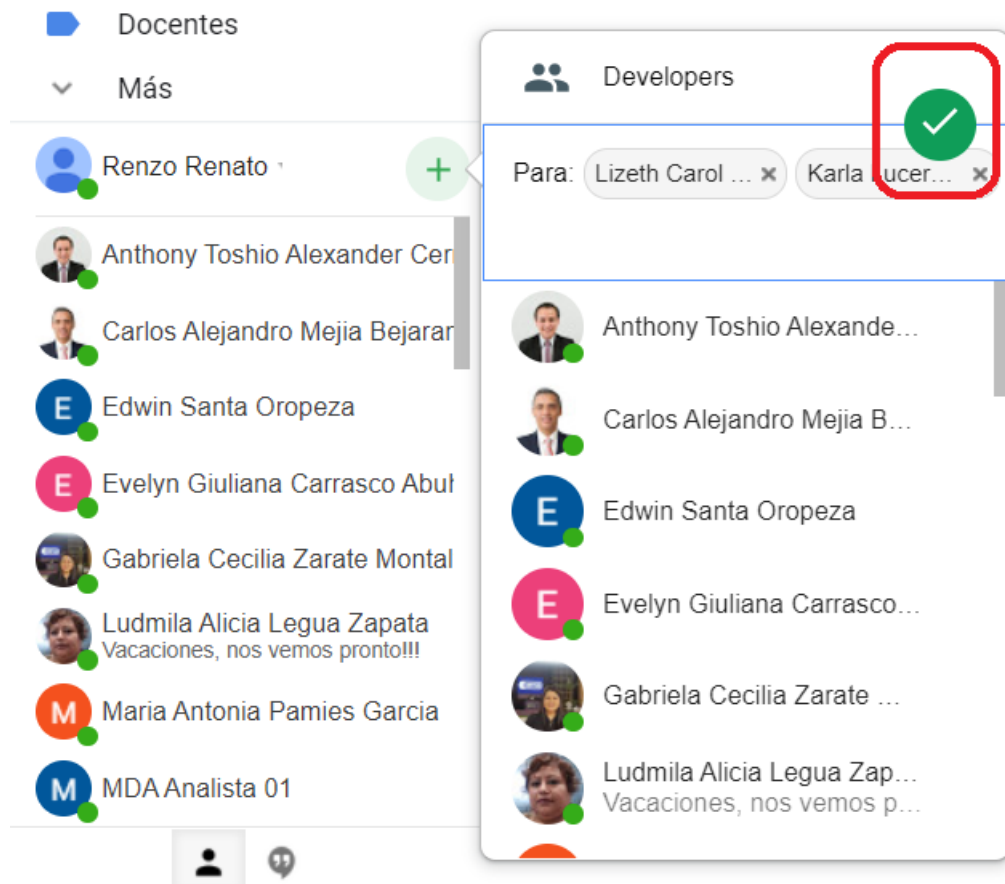 Docentes
Más
Renzo Renato
Anthony Toshio Alexander Cer
Carlos Alejandro Mejia Bejarar
E
Edwin Santa Oropeza
E
Evelyn Giuliana Carrasco Abul
Gabriela Cecilia Zarate Montal
Ludmila Alicia Legua Zapata
Vacaciones, nos vemos pronto!!!
M
Maria Antonia Pamies Garcia
M
MDA Analista 01
Developers
Para: Lizeth Carol ... × Karla Lucer... ×
Anthony Toshio Alexande...
Carlos Alejandro Mejia B...
E
Edwin Santa Oropeza
E
Evelyn Giuliana Carrasco...
Gabriela Cecilia Zarate ...
Ludmila Alicia Legua Zap...
Vacaciones, nos vemos p...